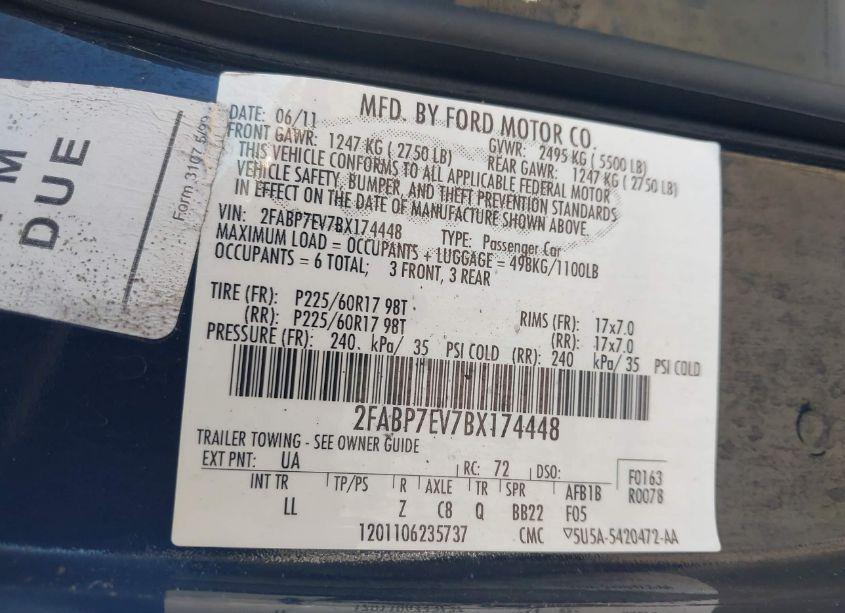 M
DUE
Form 3107 5/99
MFD. BY FORD MOTOR CO.
DATE: 06/11
GVWR: 2495 KG ( 5500 LB)
FRONT GAWR: 1247 KG ( 2750 LB)
REAR GAWR: 1247 KG ( 2750 LB)
THIS VEHICLE CONFORMS TO ALL APPLICABLE FEDERAL MOTOR
VEHICLE SAFETY, BUMPER, AND THEFT PREVENTION STANDARDS
IN EFFECT ON THE DATE OF MANUFACTURE SHOWN ABOVE.
VIN: 2FABP7EV7BX174448 TYPE: Passenger Car
MAXIMUM LOAD = OCCUPANTS + LUGGAGE = 498KG/1100LB
OCCUPANTS = 6 TOTAL; 3 FRONT, 3 REAR
TIRE (FR): P225/60R17 98T RIMS (FR): 17x7.0
(RR): P225/60R17 98T (RR): 17x7.0
PRESSURE (FR): 240. kPa/ 35 PSI COLD (RR): 240 kPa/ 35 PSI COLD
2FABP7EV7BX174448
TRAILER TOWING - SEE OWNER GUIDE
EXT PNT: UA RC: 72 DSO: F0163
INT TR TP/PS R AXLE TR SPR AFB1B R0078
LL Z C8 Q BB22 F05
1201106235737 CMC ▽5U5A-5420472-AA